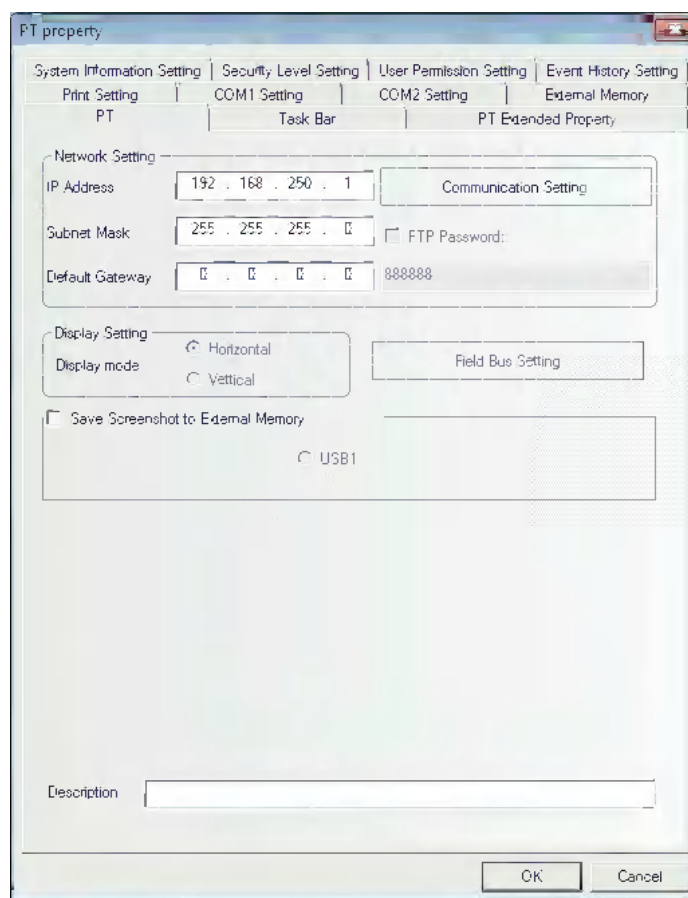 PT property
System Information Setting
Security Level Setting
User Permission Setting
Event History Setting
Print Setting
COM1 Setting
COM2 Setting
External Memory
PT
Task Bar
PT Extended Property
Network Setting
IP Address
192 . 168 . 250 . 1
Communication Setting
Subnet Mask
255 . 255 . 255 . 0
FTP Password:
Default Gateway
0 . 0 . 0 . 0
888888
Display Setting
Display mode
Horizontal
Vettical
Field Bus Setting
Save Screenshot to External Memory
USB1
Description
OK
Cancel